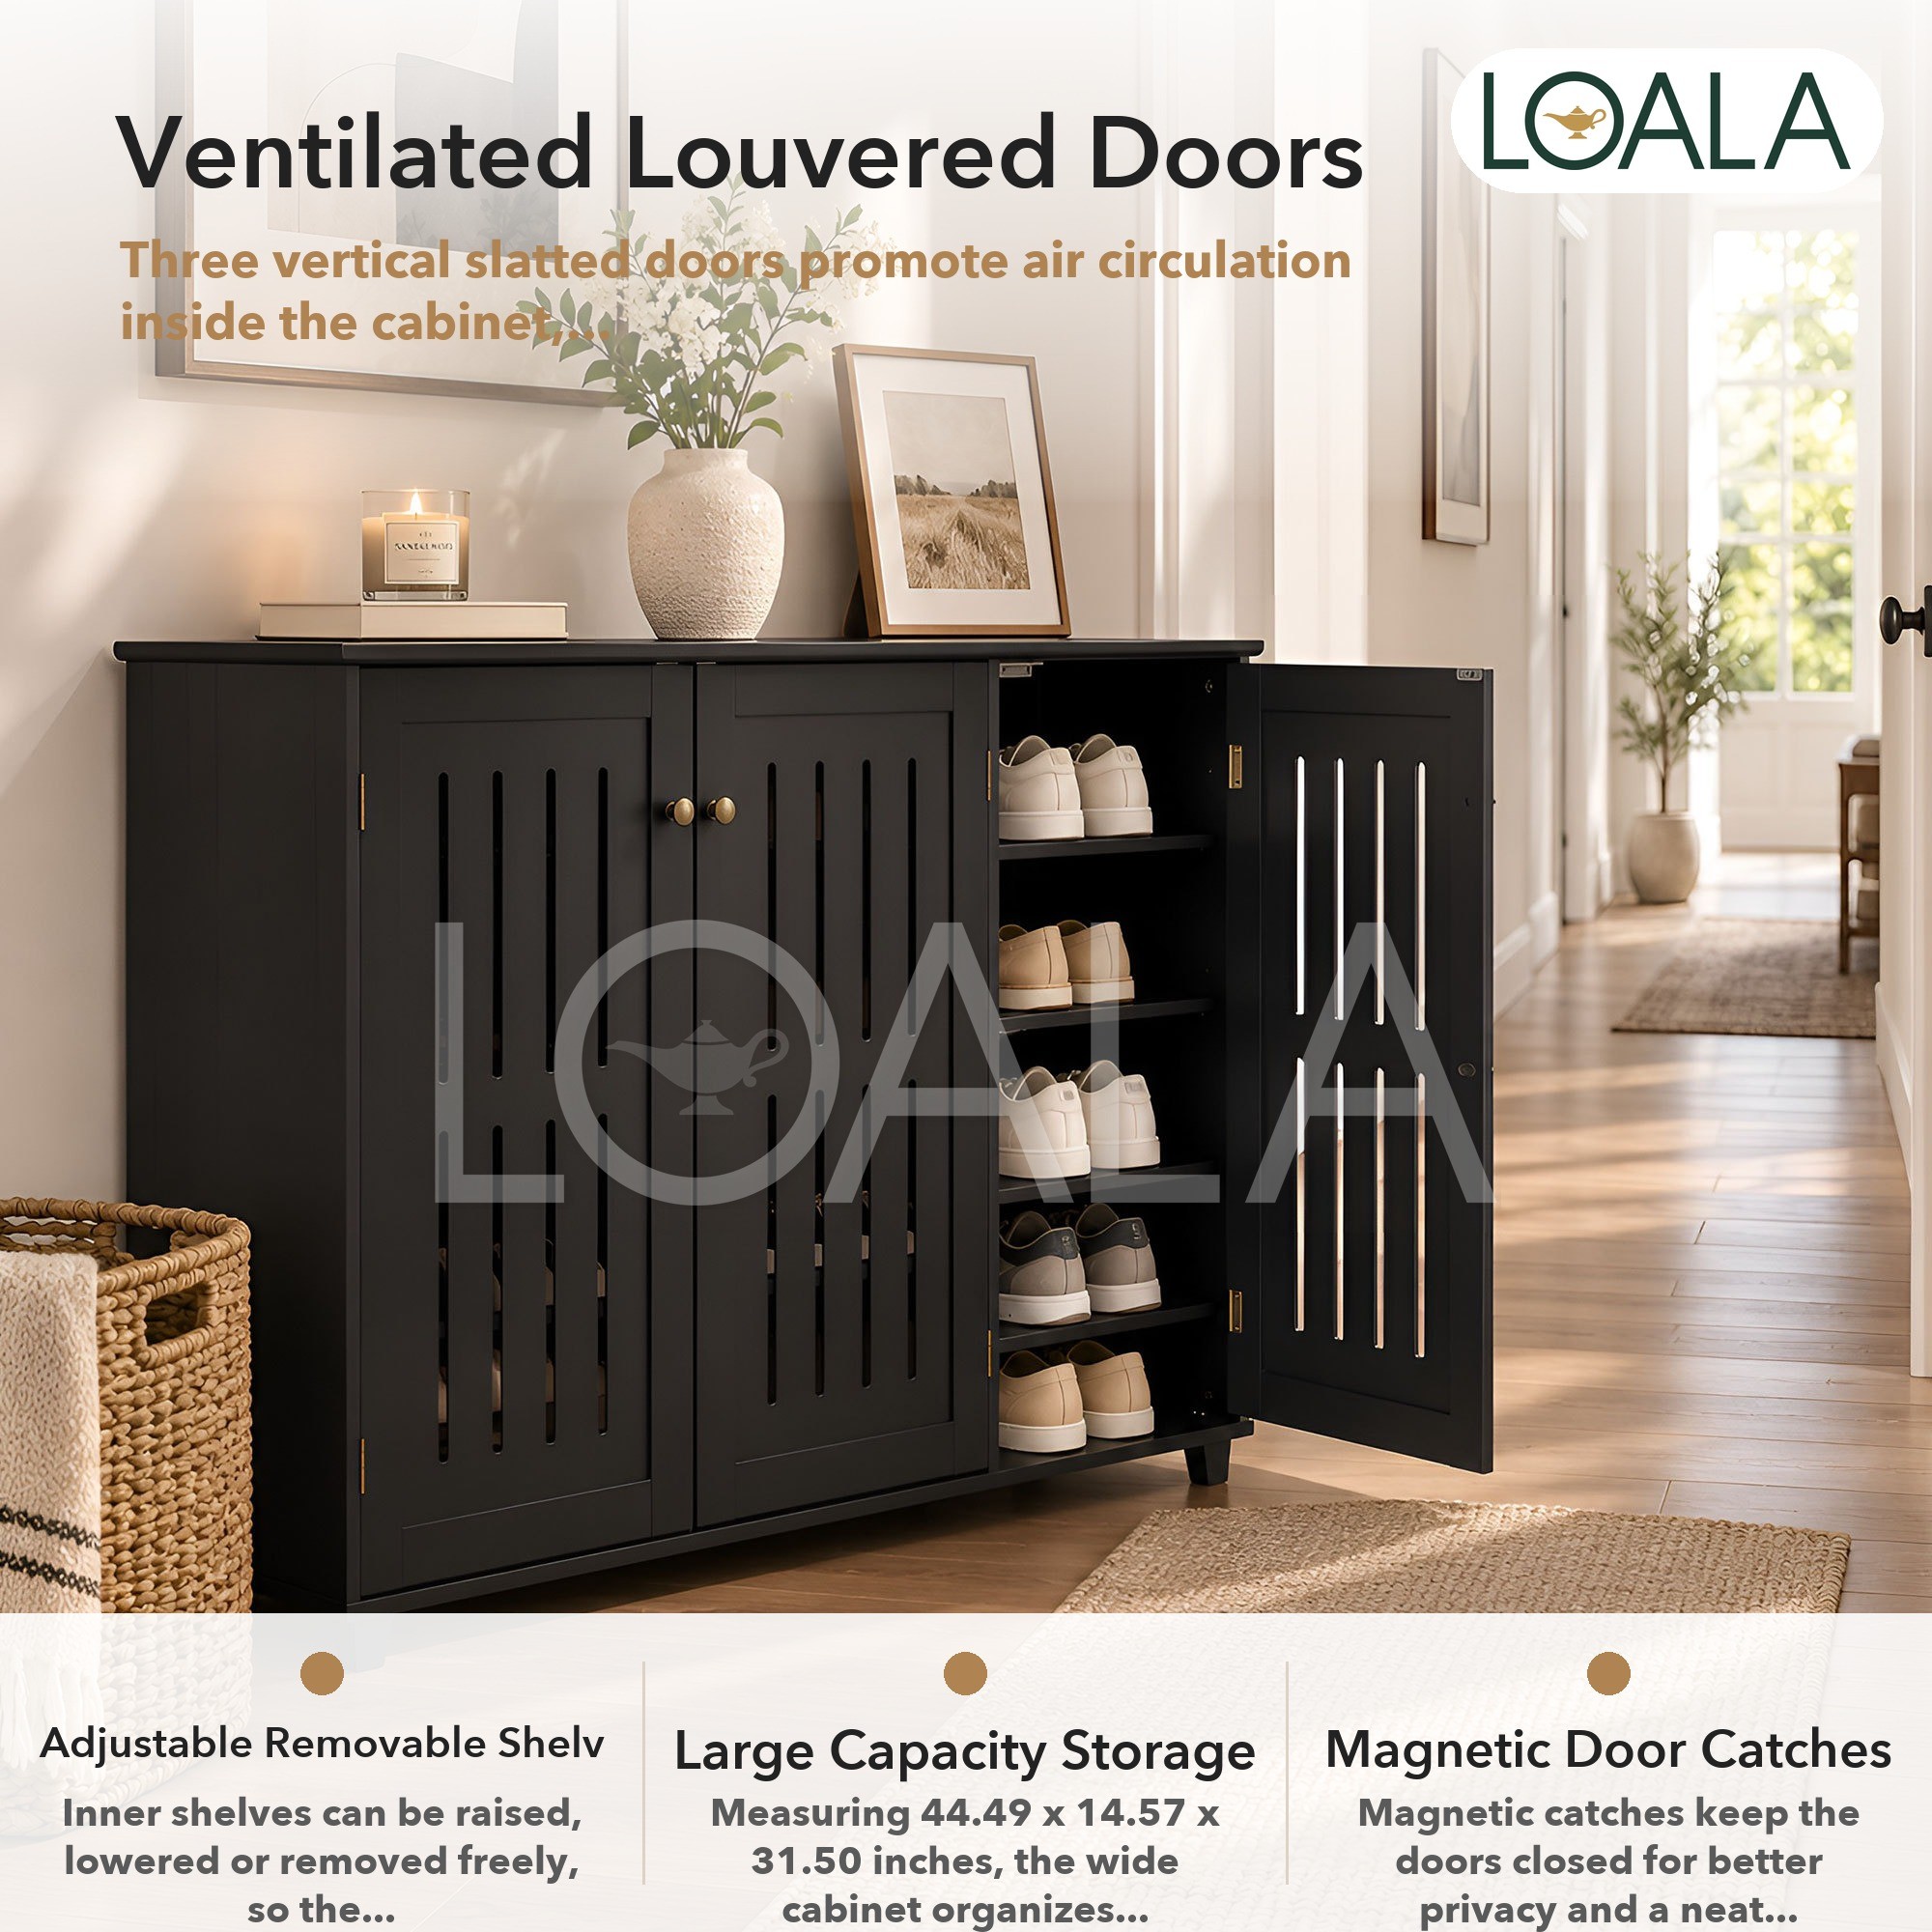 LOALA
Ventilated Louvered Doors
Three vertical slatted doors promote air circulation
inside the cabinet,...
SANDALWOOD
LOALA
Adjustable Removable Shelv
Inner shelves can be raised,
lowered or removed freely,
so the...
Large Capacity Storage
Measuring 44.49 x 14.57 x
31.50 inches, the wide
cabinet organizes...
Magnetic Door Catches
Magnetic catches keep the
doors closed for better
privacy and a neat...